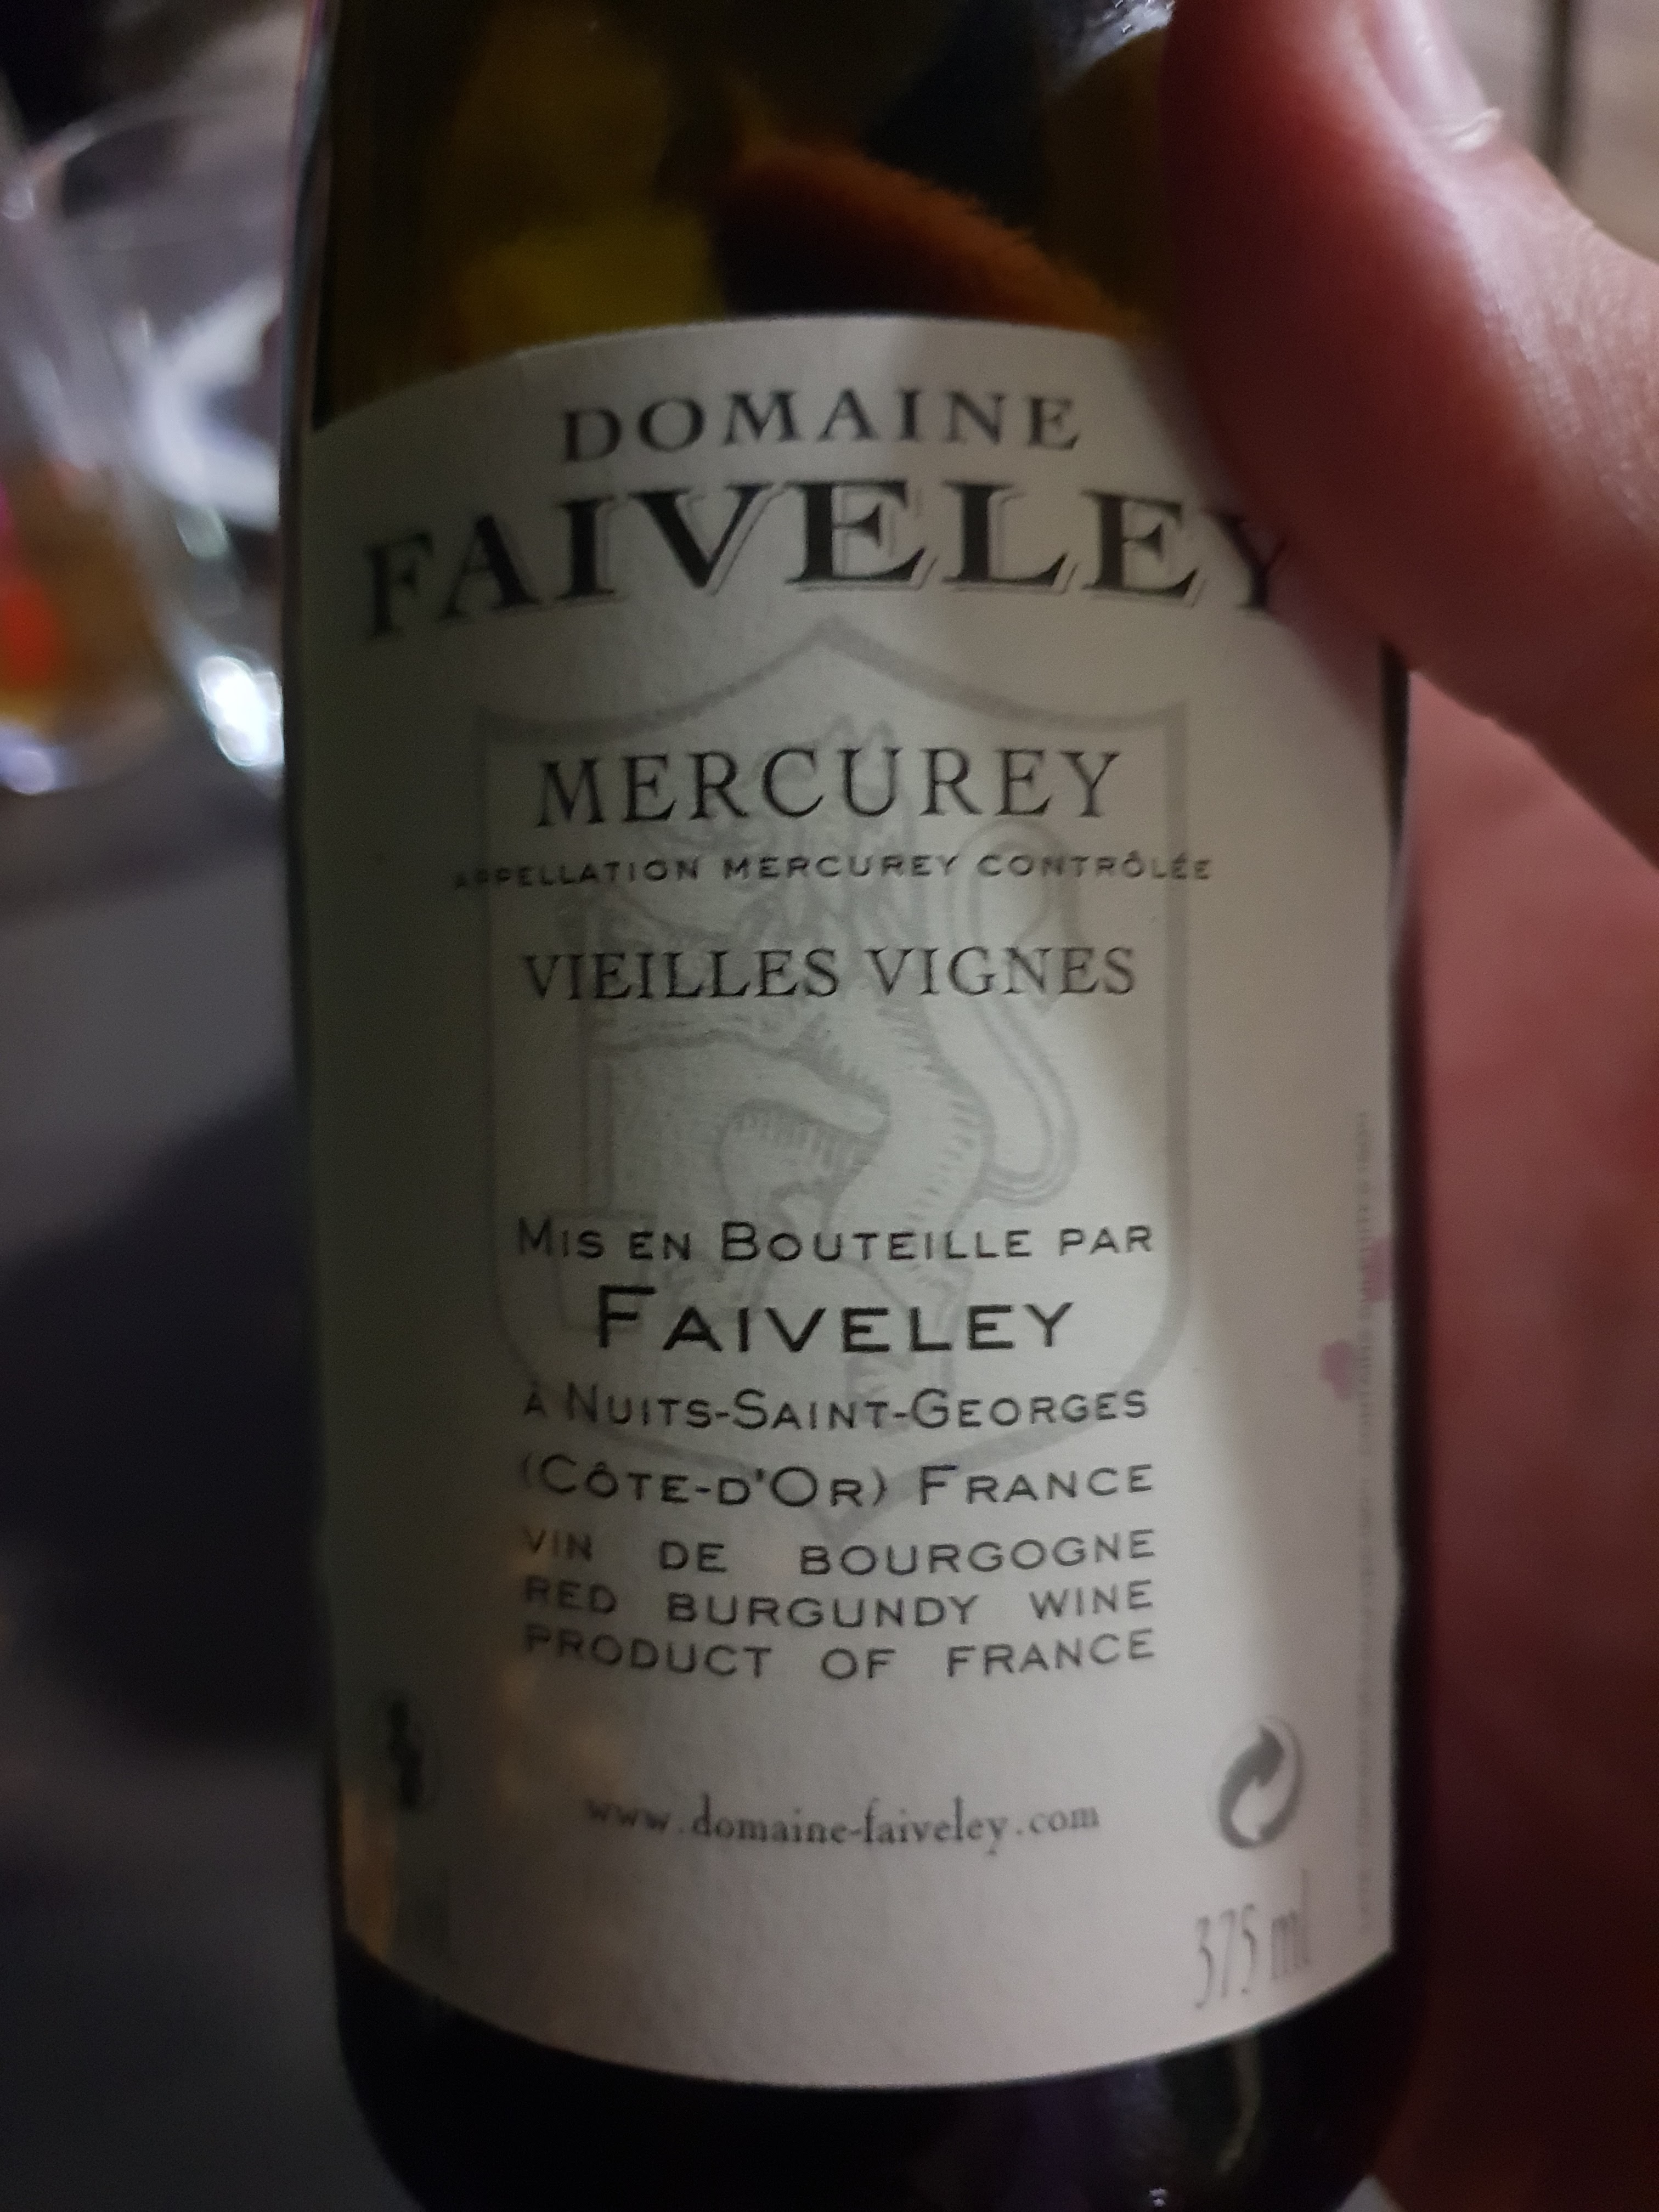 DOMAINE
FAIVELEY
MERCUREY
APPELLATION MERCUREY CONTRÔLÉE
VIEILLES VIGNES
MIS EN BOUTEILLE PAR
FAIVELEY
À NUITS-SAINT-GEORGES
(CÔTE-D'OR) FRANCE
VIN DE BOURGOGNE
RED BURGUNDY WINE
PRODUCT OF FRANCE
www.domaine-faiveley.com
375 ml